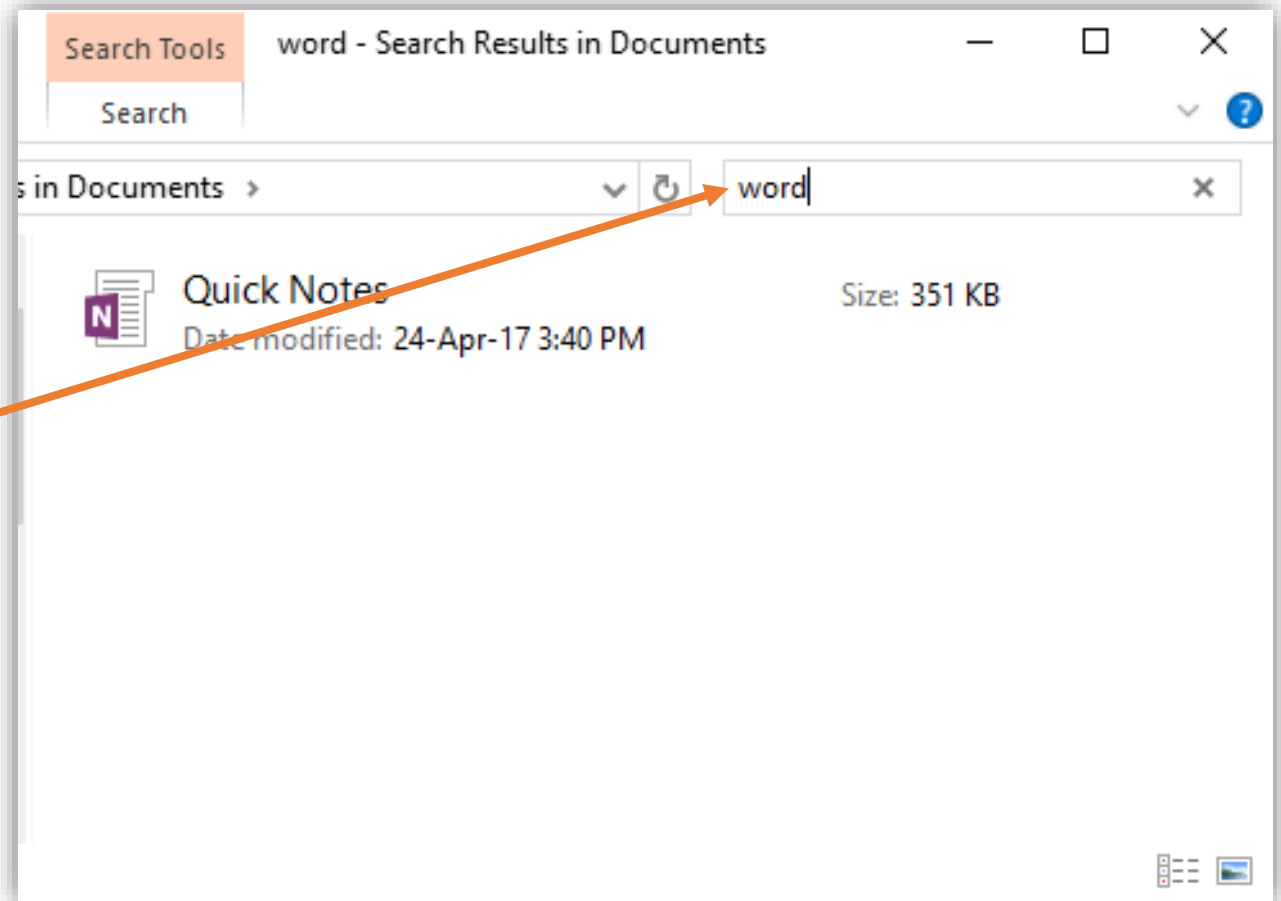 Search Tools
word - Search Results in Documents
Search
?
s in Documents >
word
Quick Notes
Size: 351 KB
N
Date modified: 24-Apr-17 3:40 PM